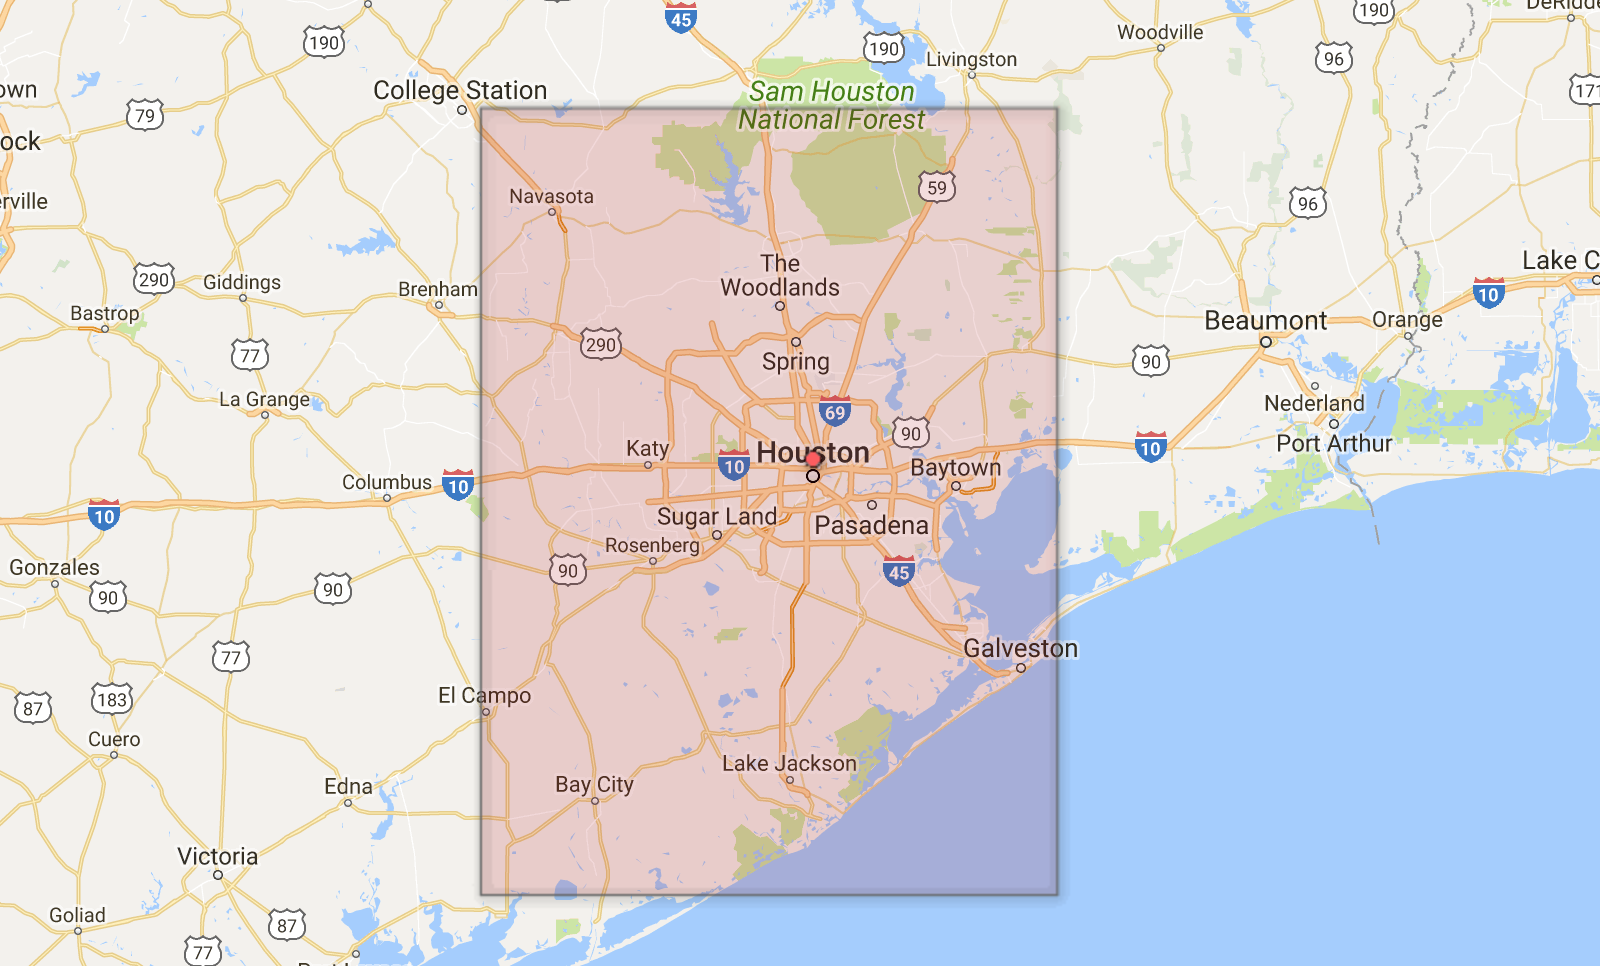 190
45
190
190
DeRidde
Woodville
96
Livingston
own
College Station
Sam Houston
National Forest
171
79
ock
59
erville
Navasota
96
The
Woodlands
Lake C
290
Giddings
Brenham
10
Bastrop
Beaumont
Orange
77
290
Spring
90
La Grange
69
Nederland
90
Port Arthur
Katy
10
Houston
10
Baytown
Columbus
10
10
Sugar Land
Pasadena
Rosenberg
Gonzales
90
45
90
90
77
Galveston
El Campo
87
183
Cuero
Lake Jackson
Edna
Bay City
Victoria
Goliad
87
77